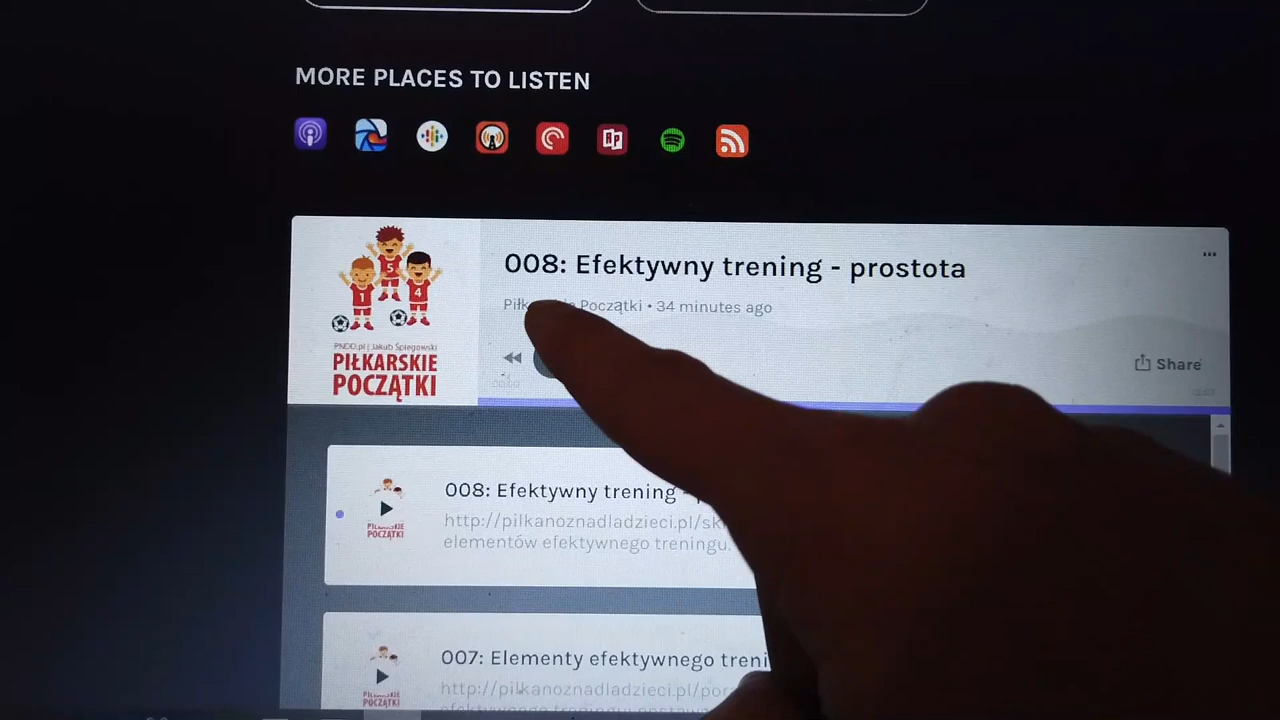 MORE PLACES TO LISTEN
008: Efektywny trening - prostota
Początki • 34 minutes ago
Share
PNDD.pl | Jakub Śpiegowski
PIŁKARSKIE
POCZĄTKI
008: Efektywny trening -
http://pilkanoznadladzieci.pl/sk
elementów efektywnego treningu.
PIŁKARSKIE
POCZĄTKI
007: Elementy efektywnego treni
http://pilkanoznadladzieci.pl/por
PIŁKARSKIE
POCZĄTKI